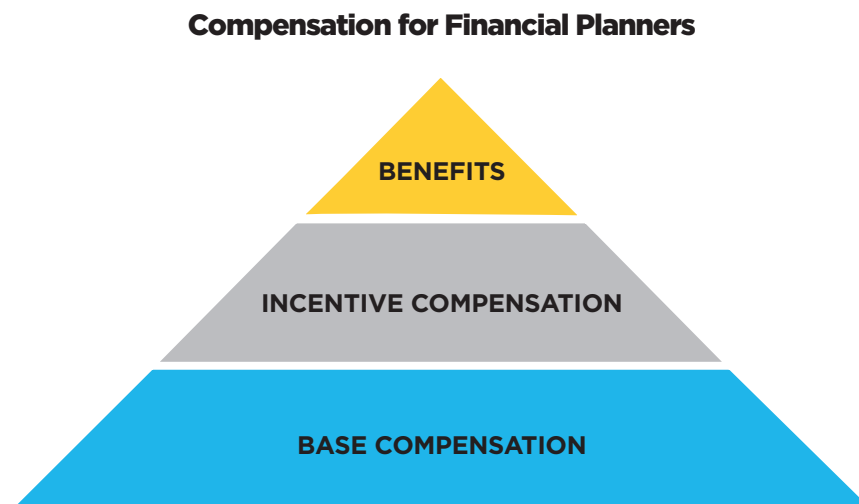 Compensation for Financial Planners
BENEFITS
INCENTIVE COMPENSATION
BASE COMPENSATION